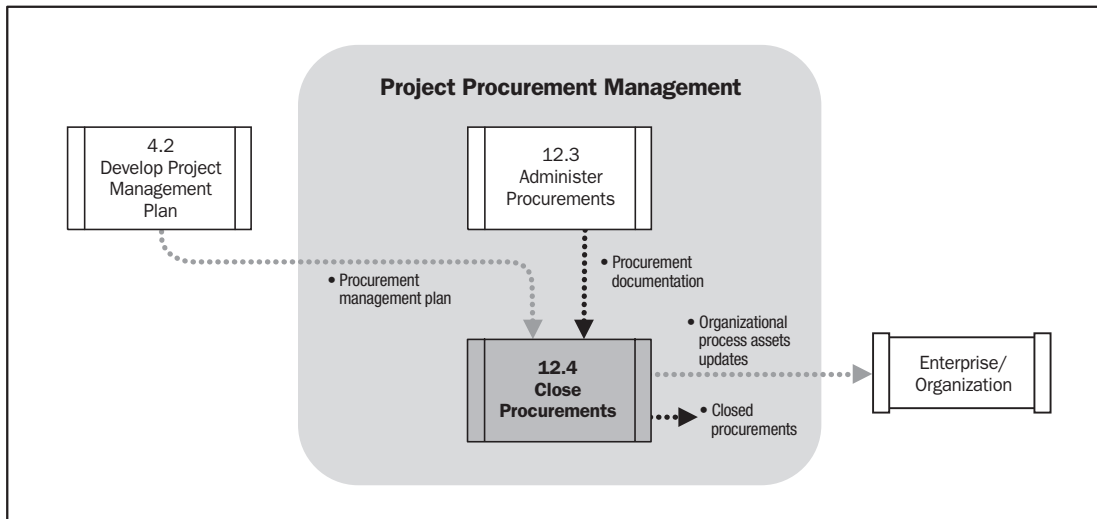 Project Procurement Management
4.2
Develop Project
Management
Plan
12.3
Administer
Procurements
• Procurement
management plan
• Procurement
documentation
• Organizational
process assets
updates
12.4
Close
Procurements
Enterprise/
Organization
• Closed
procurements